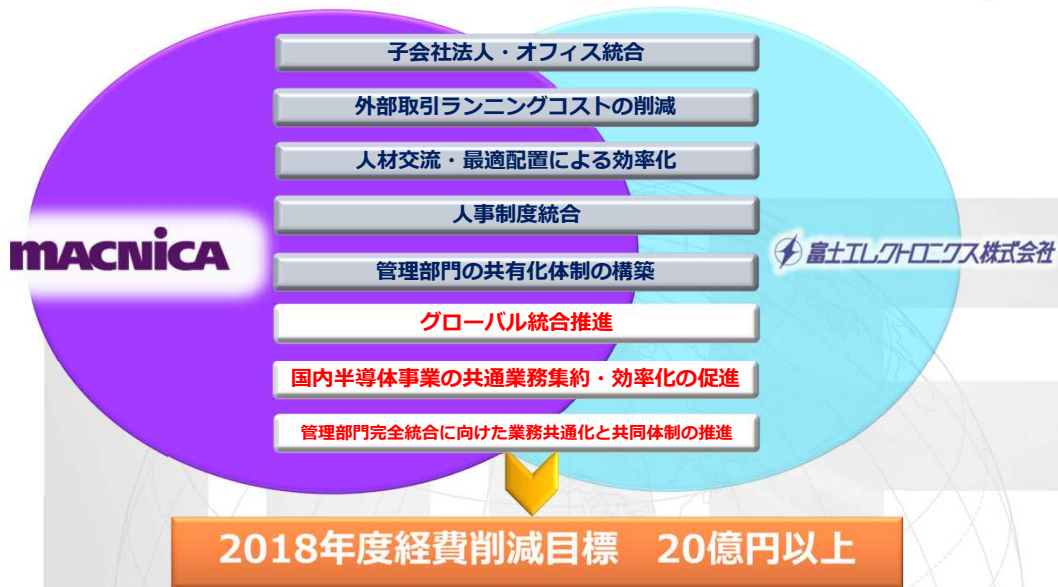 子会社法人・オフィス統合
外部取引ランニングコストの削減
人材交流・最適配置による効率化
人事制度統合
MACNiCA
富士エレクトロニクス株式会社
管理部門の共有化体制の構築
グローバル統合推進
国内半導体事業の共通業務集約・効率化の促進
管理部門完全統合に向けた業務共通化と共同体制の推進
2018年度経費削減目標　20億円以上